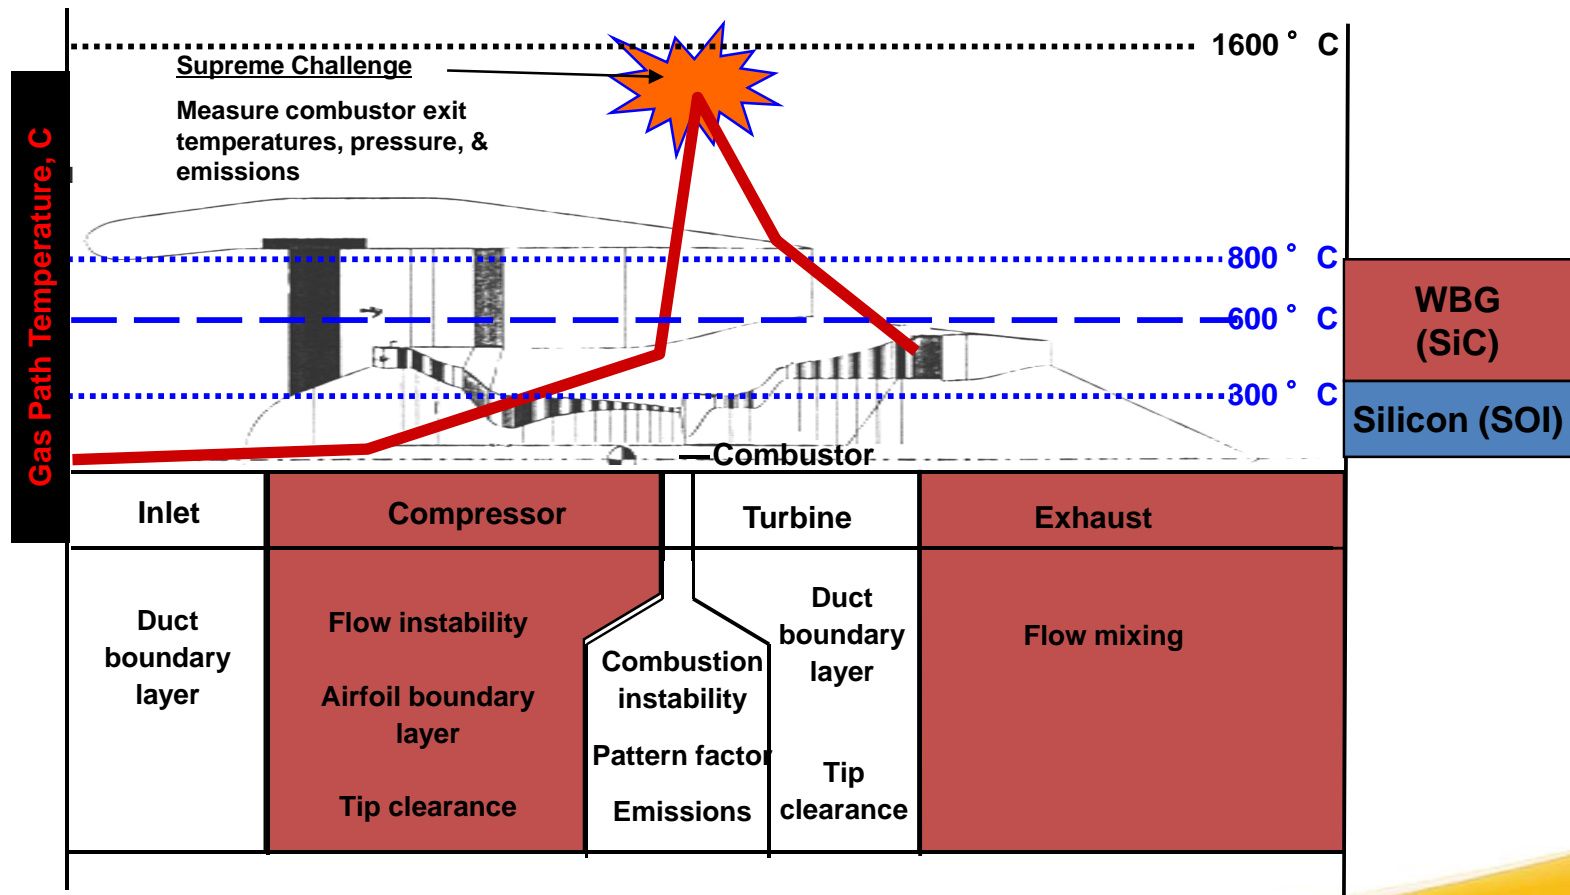 1600 ° C
Supreme Challenge
Measure combustor exit
temperatures, pressure, &
emissions
Gas Path Temperature, C
800 ° C
600 ° C
300 ° C
WBG
(SiC)
Silicon (SOI)
Combustor
Inlet
Compressor
Turbine
Exhaust
Duct
boundary
layer
Flow instability
Airfoil boundary
layer
Tip clearance
Combustion
instability
Pattern factor
Emissions
Duct
boundary
layer
Tip
clearance
Flow mixing